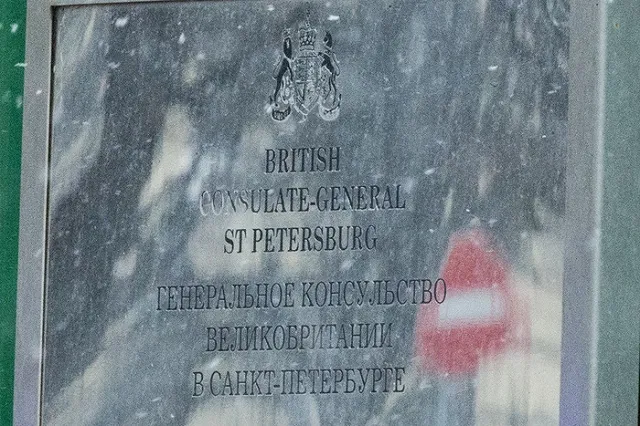 BRITISH
CONSULATE-GENERAL
ST PETERSBURG
ГЕНЕРАЛЬНОЕ КОНСУЛЬСТВО
ВЕЛИКОБРИТАНИИ
В САНКТ-ПЕТЕРБУРГЕ